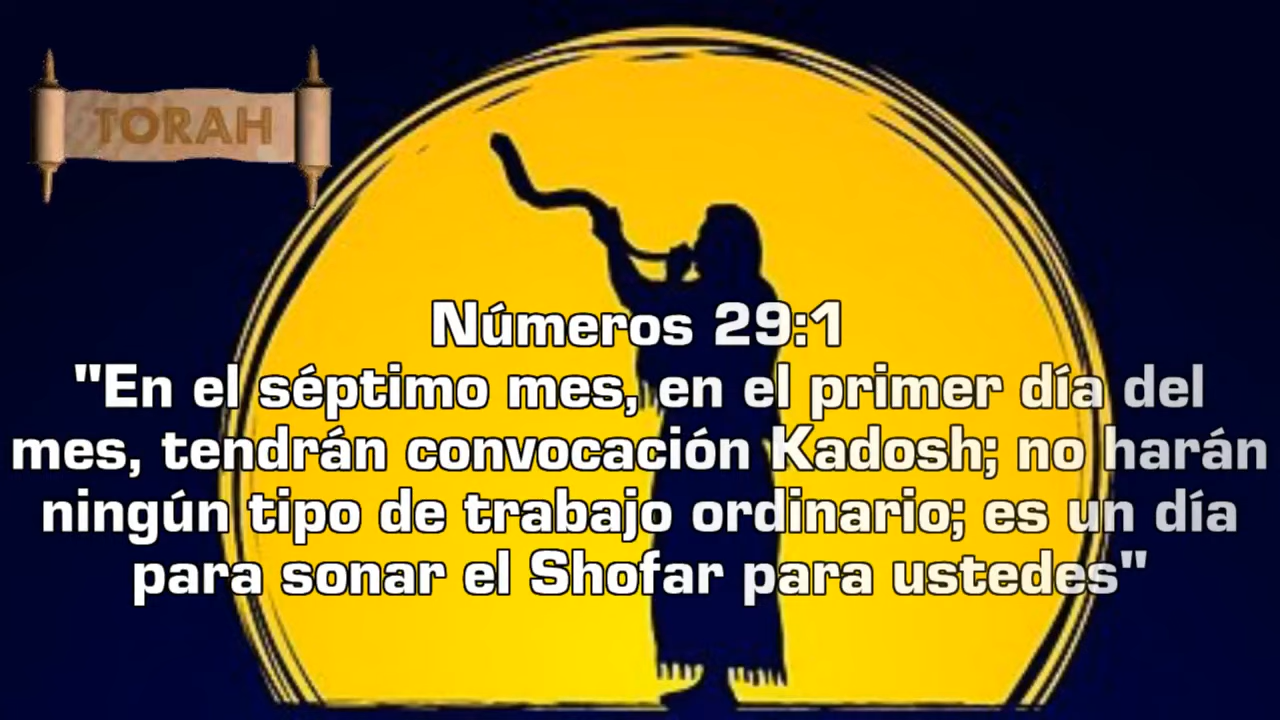 TORAH
Números 29:1
"En el séptimo mes, en el primer día del
mes, tendrán convocación Kadosh; no harán
ningún tipo de trabajo ordinario; es un día
para sonar el Shofar para ustedes"